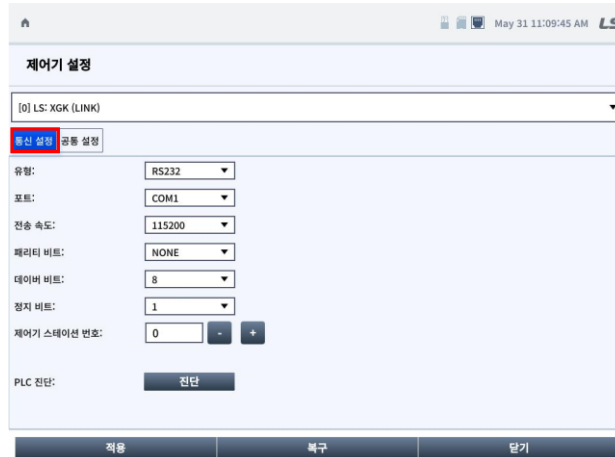 May 31 11:09:45 AM LS
제어기 설정
[0] LS: XGK (LINK)
통신 설정 공통 설정
유형: RS232
포트: COM1
전송 속도: 115200
패리티 비트: NONE
데이버 비트: 8
정지 비트: 1
제어기 스테이션 번호: 0 - +
PLC 진단: 진단
적용 복구 닫기